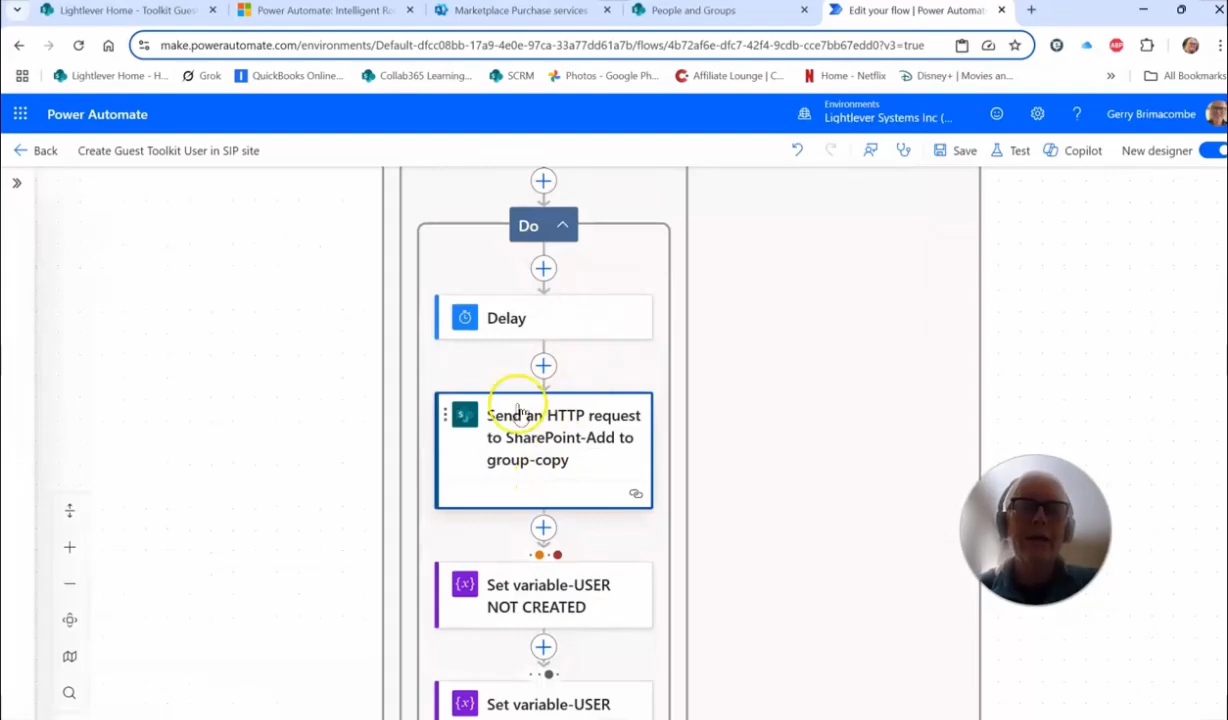 Lightlever Home - Toolkit Gues
Power Automate: Intelligent Ro
Marketplace Purchase services
People and Groups
Edit your flow | Power Automat
make.powerautomate.com/environments/Default-dfcc08bb-17a9-4e0e-97ca-33a77dd61a7b/flows/4b72af6e-dfc7-42f4-9cdb-cce7bb67edd0?v3=true
Lightlever Home - H...
Grok
QuickBooks Online...
Collab365 Learning...
SCRM
Photos - Google Ph...
Affiliate Lounge | C...
Home - Netflix
Disney+ | Movies an...
All Bookmarks
Power Automate
Environments
Lightlever Systems Inc (...
Gerry Brimacombe
Back
Create Guest Toolkit User in SIP site
Save
Test
Copilot
New designer
Do
Delay
Send an HTTP request
to SharePoint-Add to
group-copy
Set variable-USER
NOT CREATED
Set variable-USER